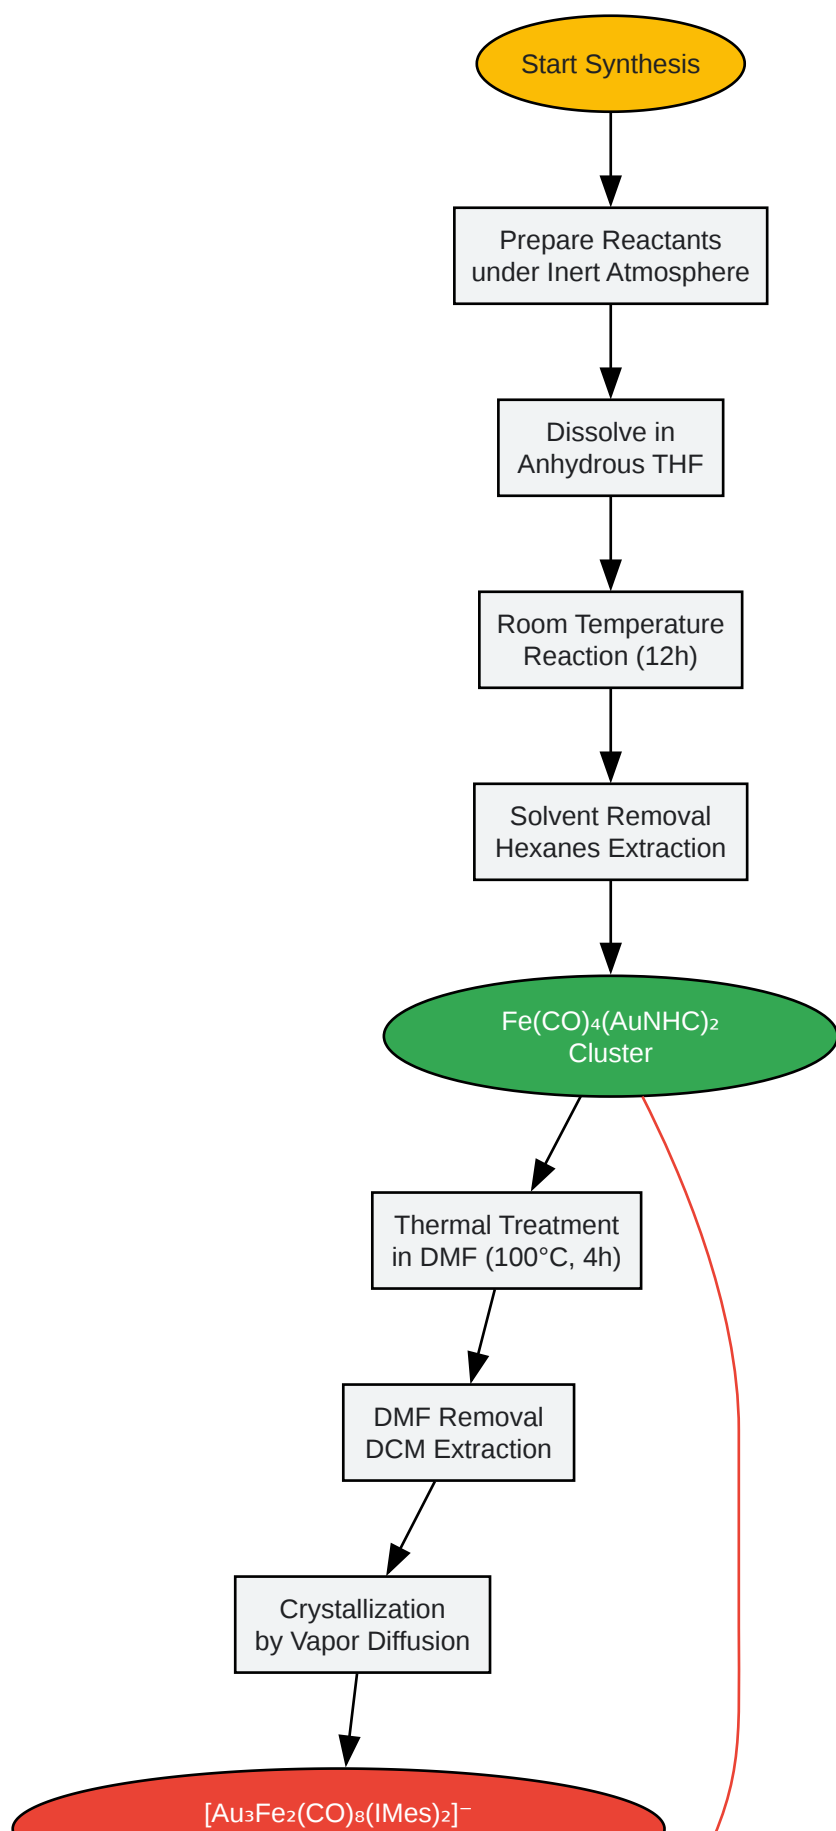 Start Synthesis
Prepare Reactants
under Inert Atmosphere
Dissolve in
Anhydrous THF
Room Temperature
Reaction (12h)
Solvent Removal
Hexanes Extraction
Fe(CO)₄(AuNHC)₂
Cluster
Thermal Treatment
in DMF (100°C, 4h)
DMF Removal
DCM Extraction
Crystallization
by Vapor Diffusion
[Au₃Fe₂(CO)₈(IMes)₂]⁻